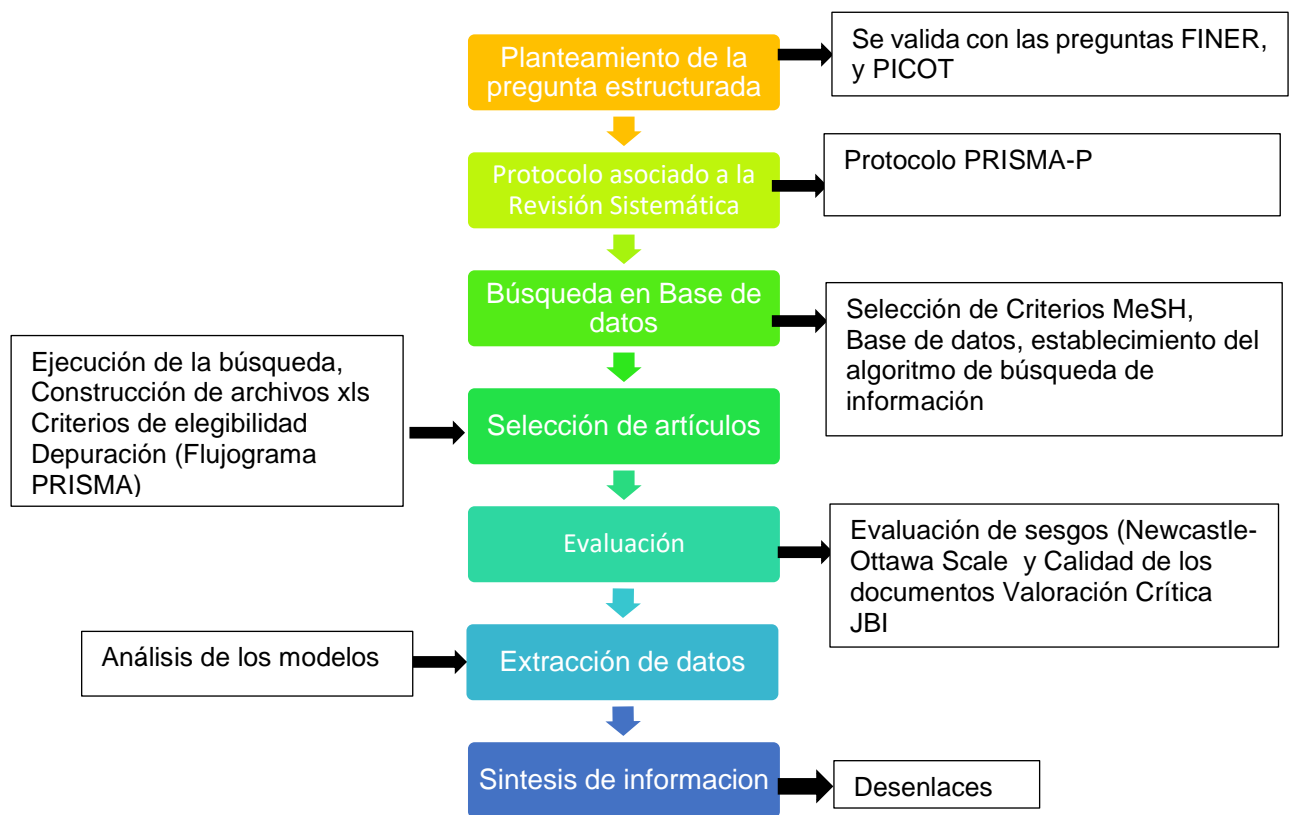 Planteamiento de la
pregunta estructurada
Se valida con las preguntas FINER,
y PICOT
Protocolo asociado a la
Revisión Sistemática
Protocolo PRISMA-P
Búsqueda en Base de
datos
Selección de Criterios MeSH,
Base de datos, establecimiento del
algoritmo de búsqueda de
información
Ejecución de la búsqueda,
Construcción de archivos xls
Criterios de elegibilidad
Depuración (Flujograma
PRISMA)
Selección de artículos
Evaluación
Evaluación de sesgos (Newcastle-
Ottawa Scale y Calidad de los
documentos Valoración Crítica
JBI
Análisis de los modelos
Extracción de datos
Sintesis de informacion
Desenlaces